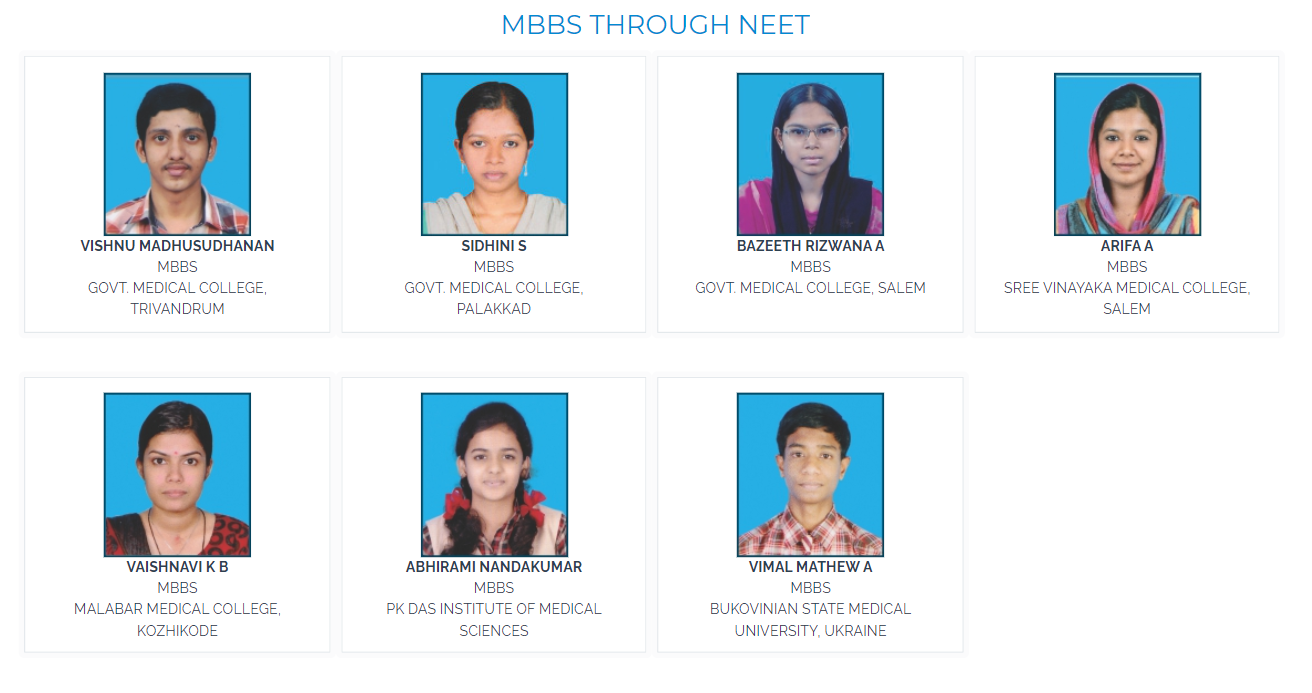 MBBS THROUGH NEET
VISHNU MADHUSUDHANAN
MBBS
GOVT. MEDICAL COLLEGE,
TRIVANDRUM
SIDHINI S
MBBS
GOVT. MEDICAL COLLEGE,
PALAKKAD
BAZEETH RIZWANA A
MBBS
GOVT. MEDICAL COLLEGE, SALEM
ARIFA A
MBBS
SREE VINAYAKA MEDICAL COLLEGE,
SALEM
VAISHNAVI K B
MBBS
MALABAR MEDICAL COLLEGE,
KOZHIKODE
ABHIRAMI NANDAKUMAR
MBBS
PK DAS INSTITUTE OF MEDICAL
SCIENCES
VIMAL MATHEW A
MBBS
BUKOVINIAN STATE MEDICAL
UNIVERSITY, UKRAINE